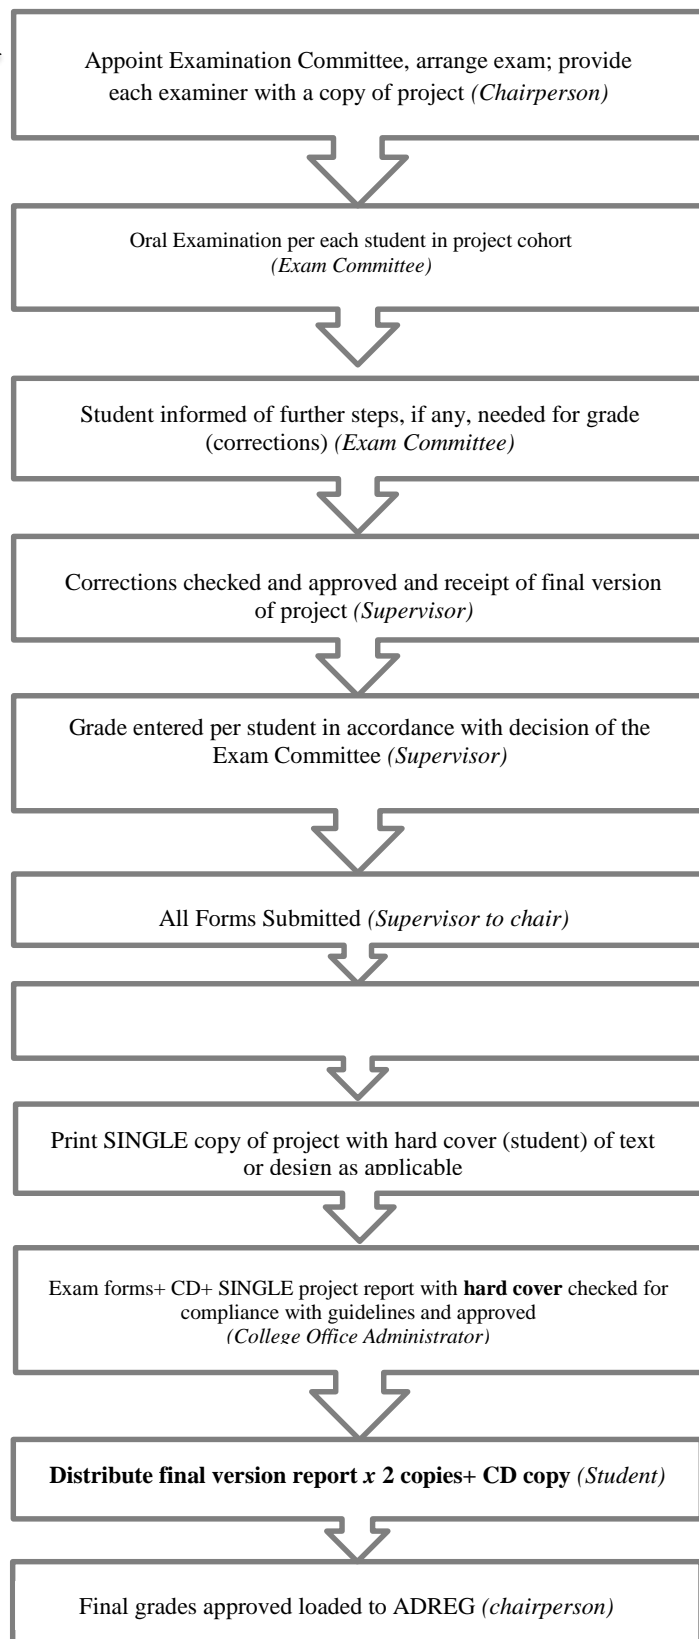 Appoint Examination Committee, arrange exam; provide
each examiner with a copy of project (Chairperson)
Oral Examination per each student in project cohort
(Exam Committee)
Student informed of further steps, if any, needed for grade
(corrections) (Exam Committee)
Corrections checked and approved and receipt of final version
of project (Supervisor)
Grade entered per student in accordance with decision of the
Exam Committee (Supervisor)
All Forms Submitted (Supervisor to chair)
Print SINGLE copy of project with hard cover (student) of text
or design as applicable
Exam forms+ CD+ SINGLE project report with hard cover checked for
compliance with guidelines and approved
(College Office Administrator)
Distribute final version report x 2 copies+ CD copy (Student)
Final grades approved loaded to ADREG (chairperson)